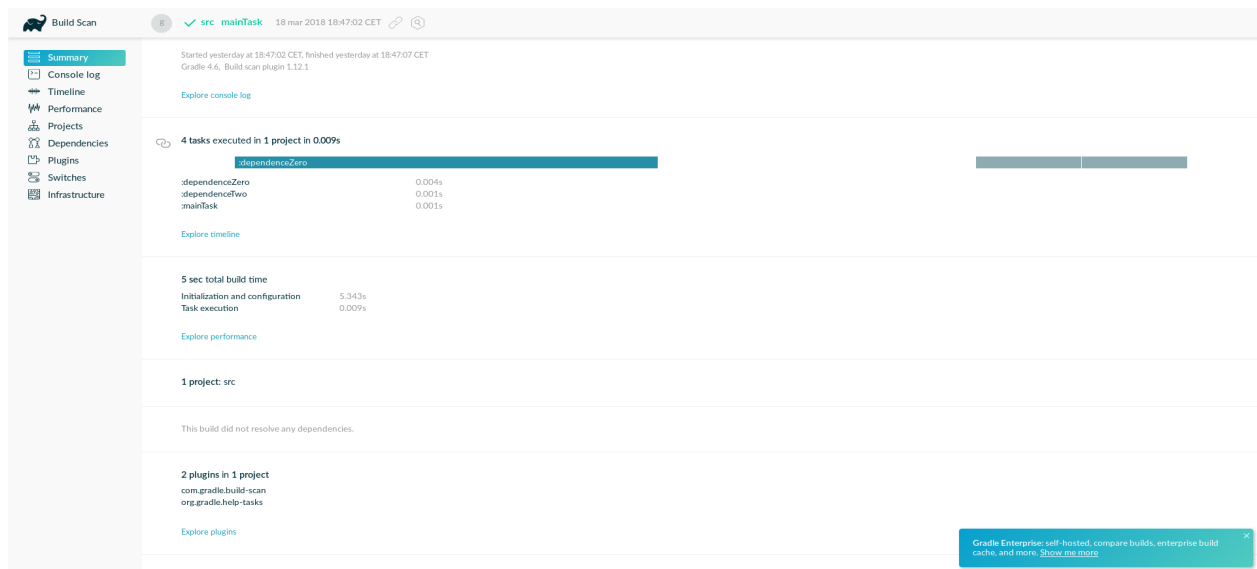 Build Scan
g
src mainTask 18 mar 2018 18:47:02 CET
Summary
Console log
Timeline
Performance
Projects
Dependencies
Plugins
Switches
Infrastructure
Started yesterday at 18:47:02 CET, finished yesterday at 18:47:07 CET
Gradle 4.6, Build scan plugin 1.12.1
Explore console log
4 tasks executed in 1 project in 0.009s
:dependenceZero
:dependenceZero 0.004s
:dependenceTwo 0.001s
:mainTask 0.001s
Explore timeline
5 sec total build time
Initialization and configuration 5.343s
Task execution 0.009s
Explore performance
1 project: src
This build did not resolve any dependencies.
2 plugins in 1 project
com.gradle.build-scan
org.gradle.help-tasks
Explore plugins
Gradle Enterprise: self-hosted, compare builds, enterprise build
cache, and more. Show me more